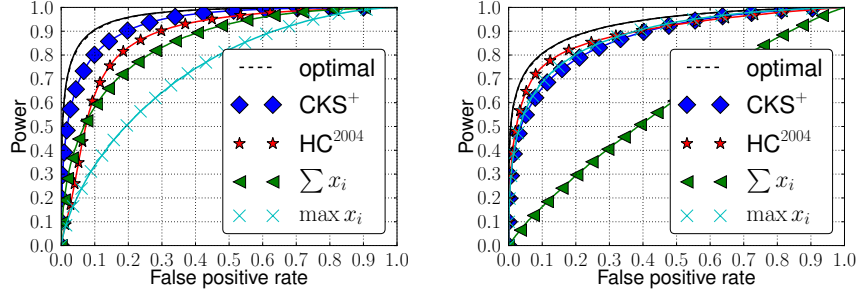 1.0
0.9
0.8
0.7
0.6
0.5
0.4
0.3
0.2
0.1
0.0
Power
optimal
CKS⁺
HC²⁰⁰⁴
∑ xᵢ
max xᵢ
0.0 0.1 0.2 0.3 0.4 0.5 0.6 0.7 0.8 0.9 1.0
False positive rate
1.0
0.9
0.8
0.7
0.6
0.5
0.4
0.3
0.2
0.1
0.0
Power
optimal
CKS⁺
HC²⁰⁰⁴
∑ xᵢ
max xᵢ
0.0 0.1 0.2 0.3 0.4 0.5 0.6 0.7 0.8 0.9 1.0
False positive rate